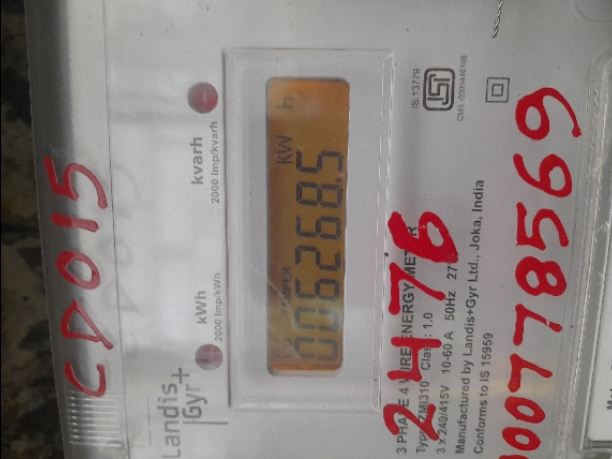 CD015
Landis
Gyr+
kWh
2000 Imp/kWh
kvarh
2000 Imp/kvarh
006268.5
kW h
2476
3 PHASE 4 WIRE ENERGY METER
Type ZMI310 Class 1.0
3 x 240/415V 10-60 A 50Hz
Manufactured by Landis+Gyr Ltd., Joka, India
Conforms to IS 15959
IS 13779
00778569